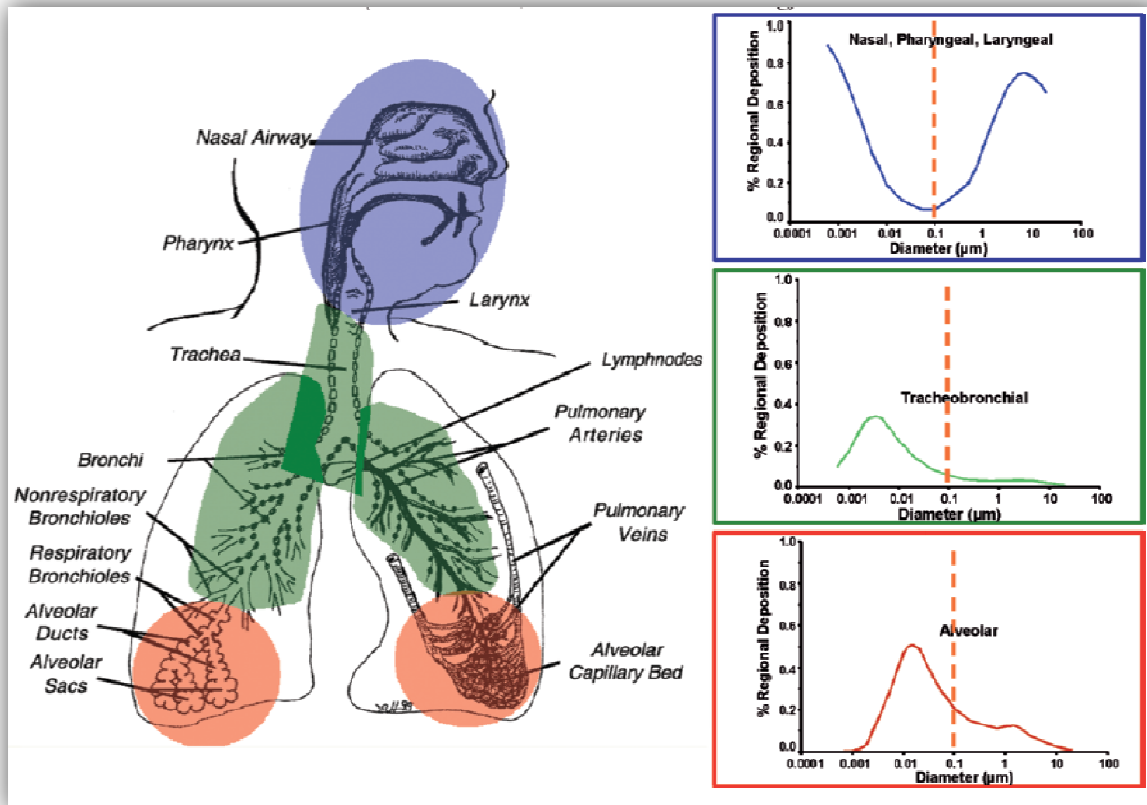 Nasal Airway
Pharynx
Larynx
Trachea
Lymphnodes
Pulmonary
Arteries
Bronchi
Nonrespiratory
Bronchioles
Pulmonary
Veins
Respiratory
Bronchioles
Alveolar
Ducts
Alveolar
Sacs
Alveolar
Capillary Bed
Nasal, Pharyngeal, Laryngeal
% Regional Deposition
1.0
0.8
0.6
0.4
0.2
0.0
0.0001 0.001 0.01 0.1 1 10 100
Diameter (µm)
Tracheobronchial
% Regional Deposition
1.0
0.8
0.6
0.4
0.2
0.0
0.0001 0.001 0.01 0.1 1 10 100
Diameter (µm)
Alveolar
% Regional Deposition
1.0
0.8
0.6
0.4
0.2
0.0
0.0001 0.001 0.01 0.1 1 10 100
Diameter (µm)